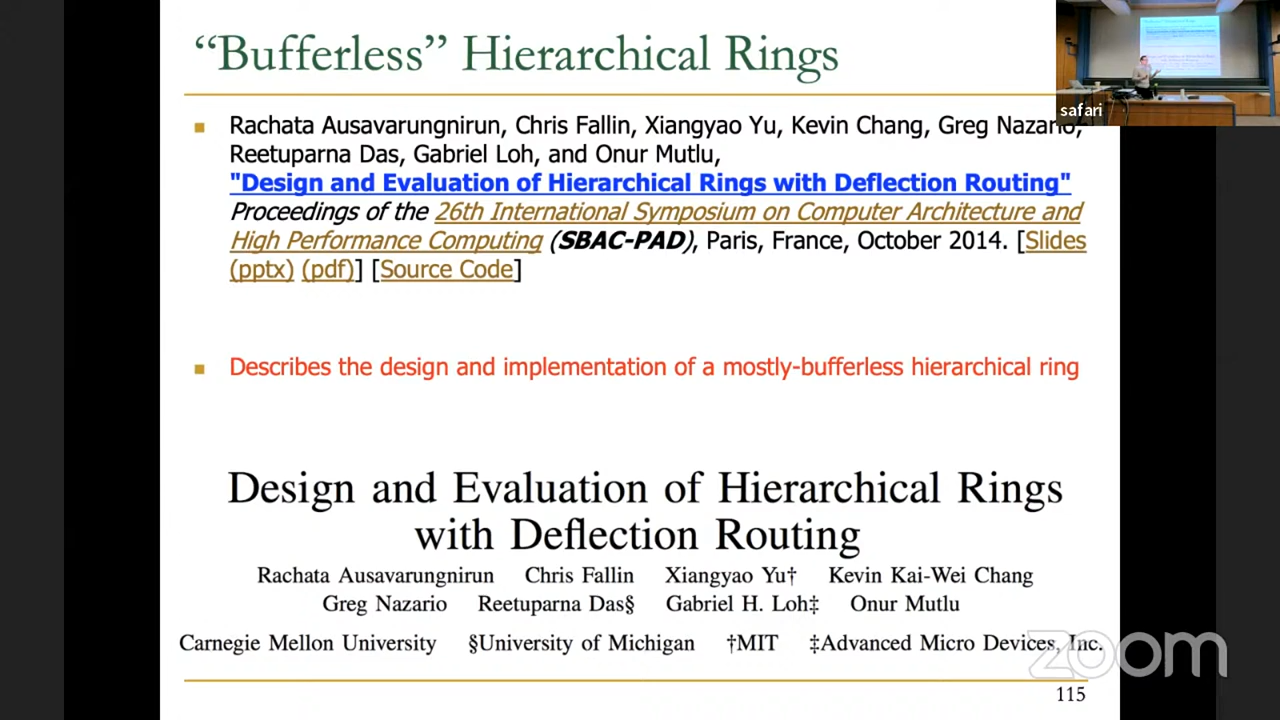 “Bufferless” Hierarchical Rings
safari
Rachata Ausavarungnirun, Chris Fallin, Xiangyao Yu, Kevin Chang, Greg Nazario,
Reetuparna Das, Gabriel Loh, and Onur Mutlu,
"Design and Evaluation of Hierarchical Rings with Deflection Routing"
Proceedings of the 26th International Symposium on Computer Architecture and
High Performance Computing (SBAC-PAD), Paris, France, October 2014. [Slides
(pptx) (pdf)] [Source Code]
Describes the design and implementation of a mostly-bufferless hierarchical ring
Design and Evaluation of Hierarchical Rings
with Deflection Routing
Rachata Ausavarungnirun Chris Fallin Xiangyao Yu† Kevin Kai-Wei Chang
Greg Nazario Reetuparna Das§ Gabriel H. Loh‡ Onur Mutlu
Carnegie Mellon University §University of Michigan †MIT ‡Advanced Micro Devices, Inc.
zoom
115